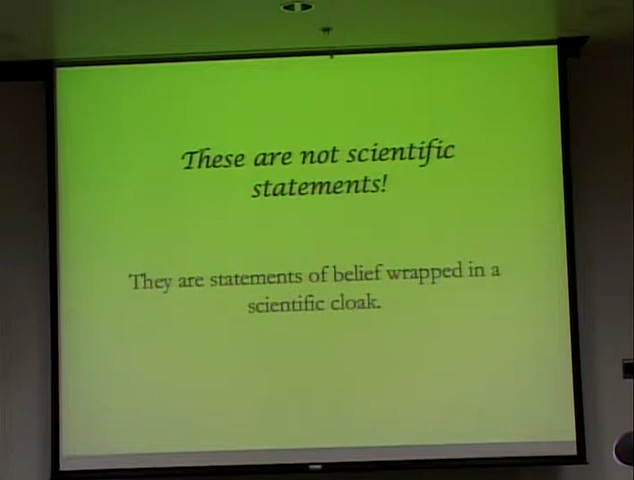 These are not scientific
statements!
They are statements of belief wrapped in a
scientific cloak.